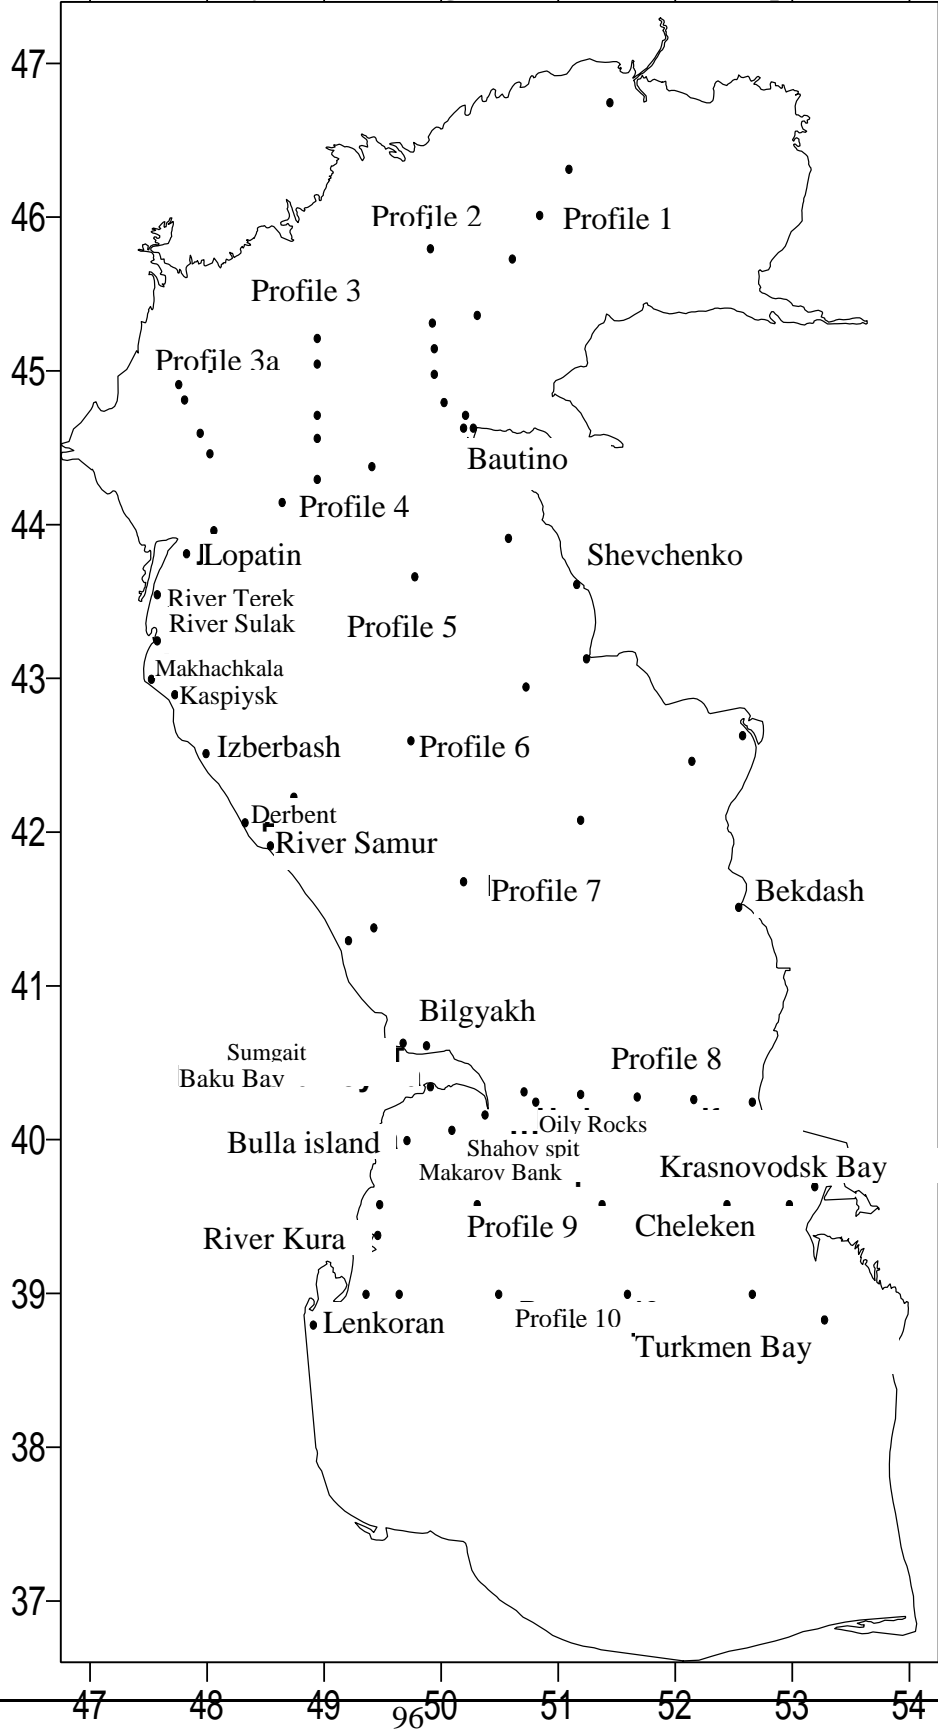 47
46
Profile 2
Profile 1
Profile 3
Profile 3a
45
Bautino
Profile 4
44
Lopatin
Shevchenko
River Terek
River Sulak
Profile 5
Makhachkala
43
Kaspiysk
Izberbash
Profile 6
Derbent
42
River Samur
Profile 7
Bekdash
41
Bilgyakh
Sumgait
Profile 8
Baku Bay
Oily Rocks
40
Bulla island
Shahov spit
Makarov Bank
Krasnovodsk Bay
River Kura
Profile 9
Cheleken
39
Lenkoran
Profile 10
Turkmen Bay
38
37
47 48 49 50 51 52 53 54
96